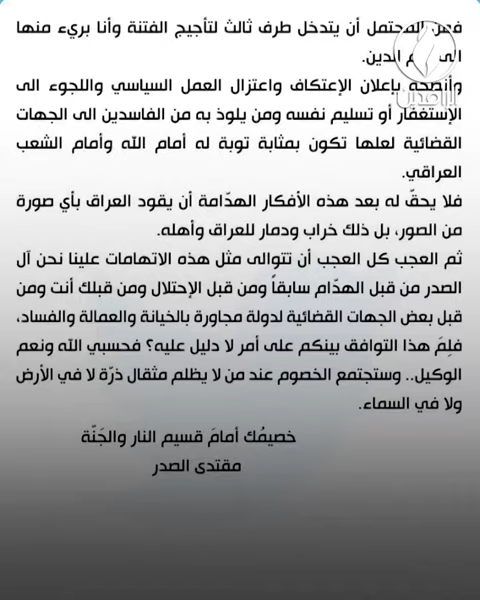 فمن المحتمل أن يتدخل طرف ثالث لتأجيج الفتنة وأنا بريء منها
الى الدين.
وأنصحه بإعلان الإعتكاف واعتزال العمل السياسي واللجوء الى
الإستغفار أو تسليم نفسه ومن يلوذ به من الفاسدين الى الجهات
القضائية لعلها تكون بمثابة توبة له أمام الله وأمام الشعب
العراقي.
فلا يحقّ له بعد هذه الأفكار الهدّامة أن يقود العراق بأي صورة
من الصور، بل ذلك خراب ودمار للعراق وأهله.
ثم العجب كل العجب أن تتوالى مثل هذه الاتهامات علينا نحن آل
الصدر من قبل الهدّام سابقاً ومن قبل الإحتلال ومن قبلك أنت ومن
قبل بعض الجهات القضائية لدولة مجاورة بالخيانة والعمالة والفساد،
فلِمَ هذا التوافق بينكم على أمر لا دليل عليه؟ فحسبي الله ونعم
الوكيل.. وستجتمع الخصوم عند من لا يظلم مثقال ذرّة لا في الأرض
ولا في السماء.
خصيمُك أمامَ قسيم النار والجَنّة
مقتدى الصدر